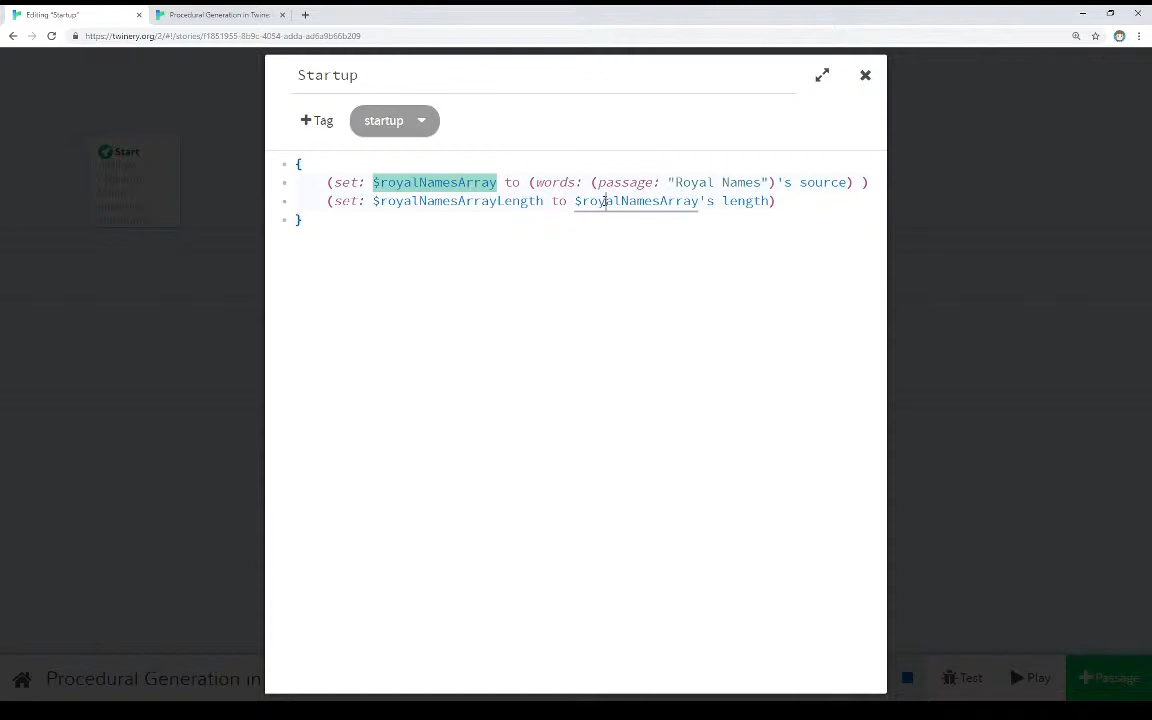 Editing "Startup"
Procedural Generation in Twine:
https://twinery.org/2/#!/stories/f1851955-8b9c-4054-adda-ad6a9b66b209
Startup
+Tag
startup
Start
{
(set: $royalNamesArray to (words: (passage: "Royal Names")'s source) )
(set: $royalNamesArrayLength to $royalNamesArray's length)
}
Procedural Generation in
Test
Play
+Passage